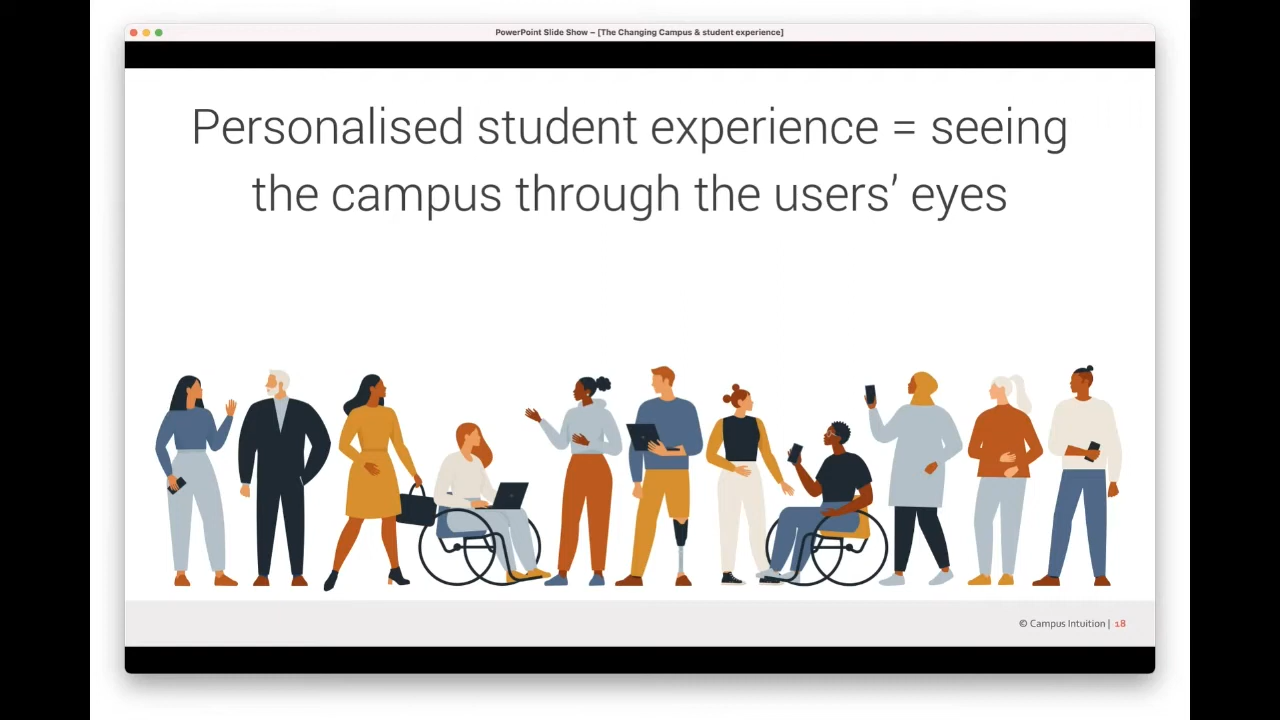 PowerPoint Slide Show – [The Changing Campus & student experience]
Personalised student experience = seeing
the campus through the users’ eyes
© Campus Intuition | 18